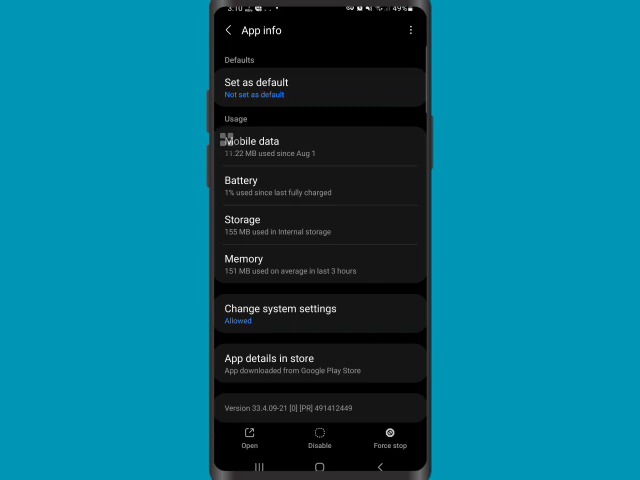 3:10
49%
App info
Defaults
Set as default
Not set as default
Usage
Mobile data
11.22 MB used since Aug 1
Battery
1% used since last fully charged
Storage
155 MB used in Internal storage
Memory
151 MB used on average in last 3 hours
Change system settings
Allowed
App details in store
App downloaded from Google Play Store
Version 33.4.09-21 [0] [PR] 491412449
Open
Disable
Force stop